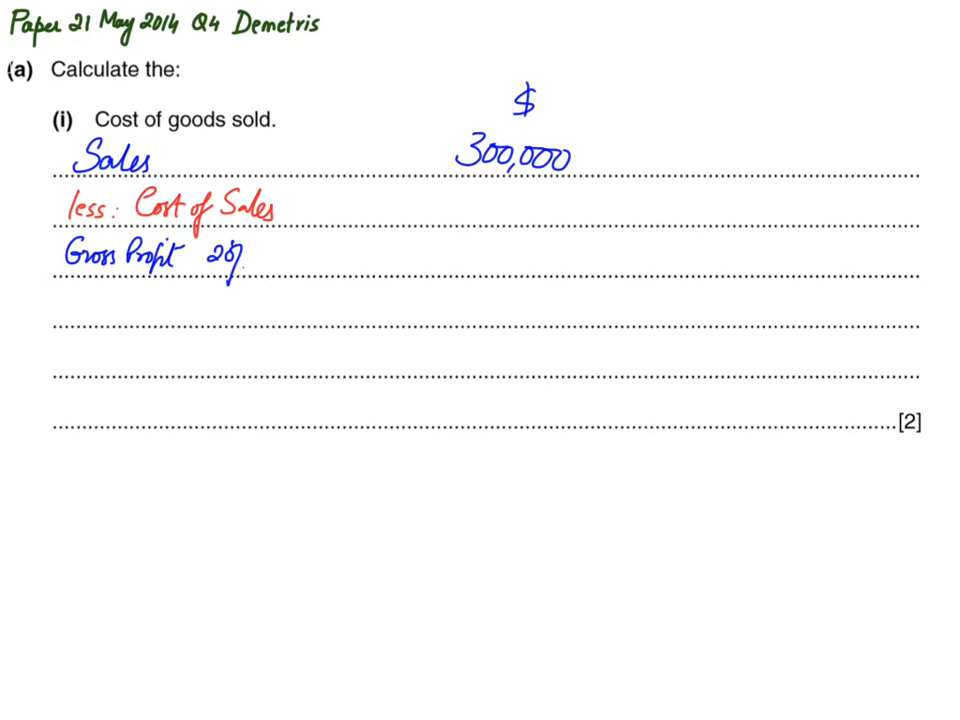 Paper 21 May 2014 Q4 Demetris
(a) Calculate the:
$
(i) Cost of goods sold.
Sales 300,000
less: Cost of Sales
Gross Profit
[2]